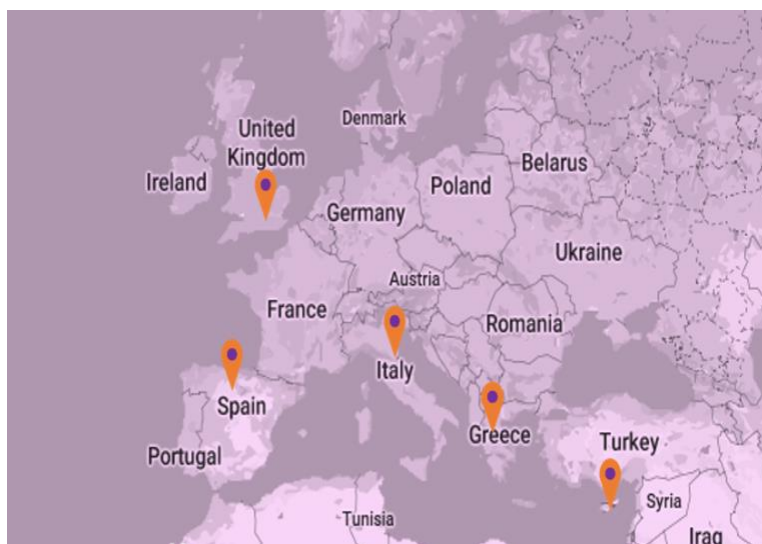 Denmark
United
Kingdom
Ireland
Belarus
Poland
Germany
Ukraine
Austria
France
Romania
Italy
Spain
Greece
Turkey
Portugal
Syria
Tunisia
Iraq